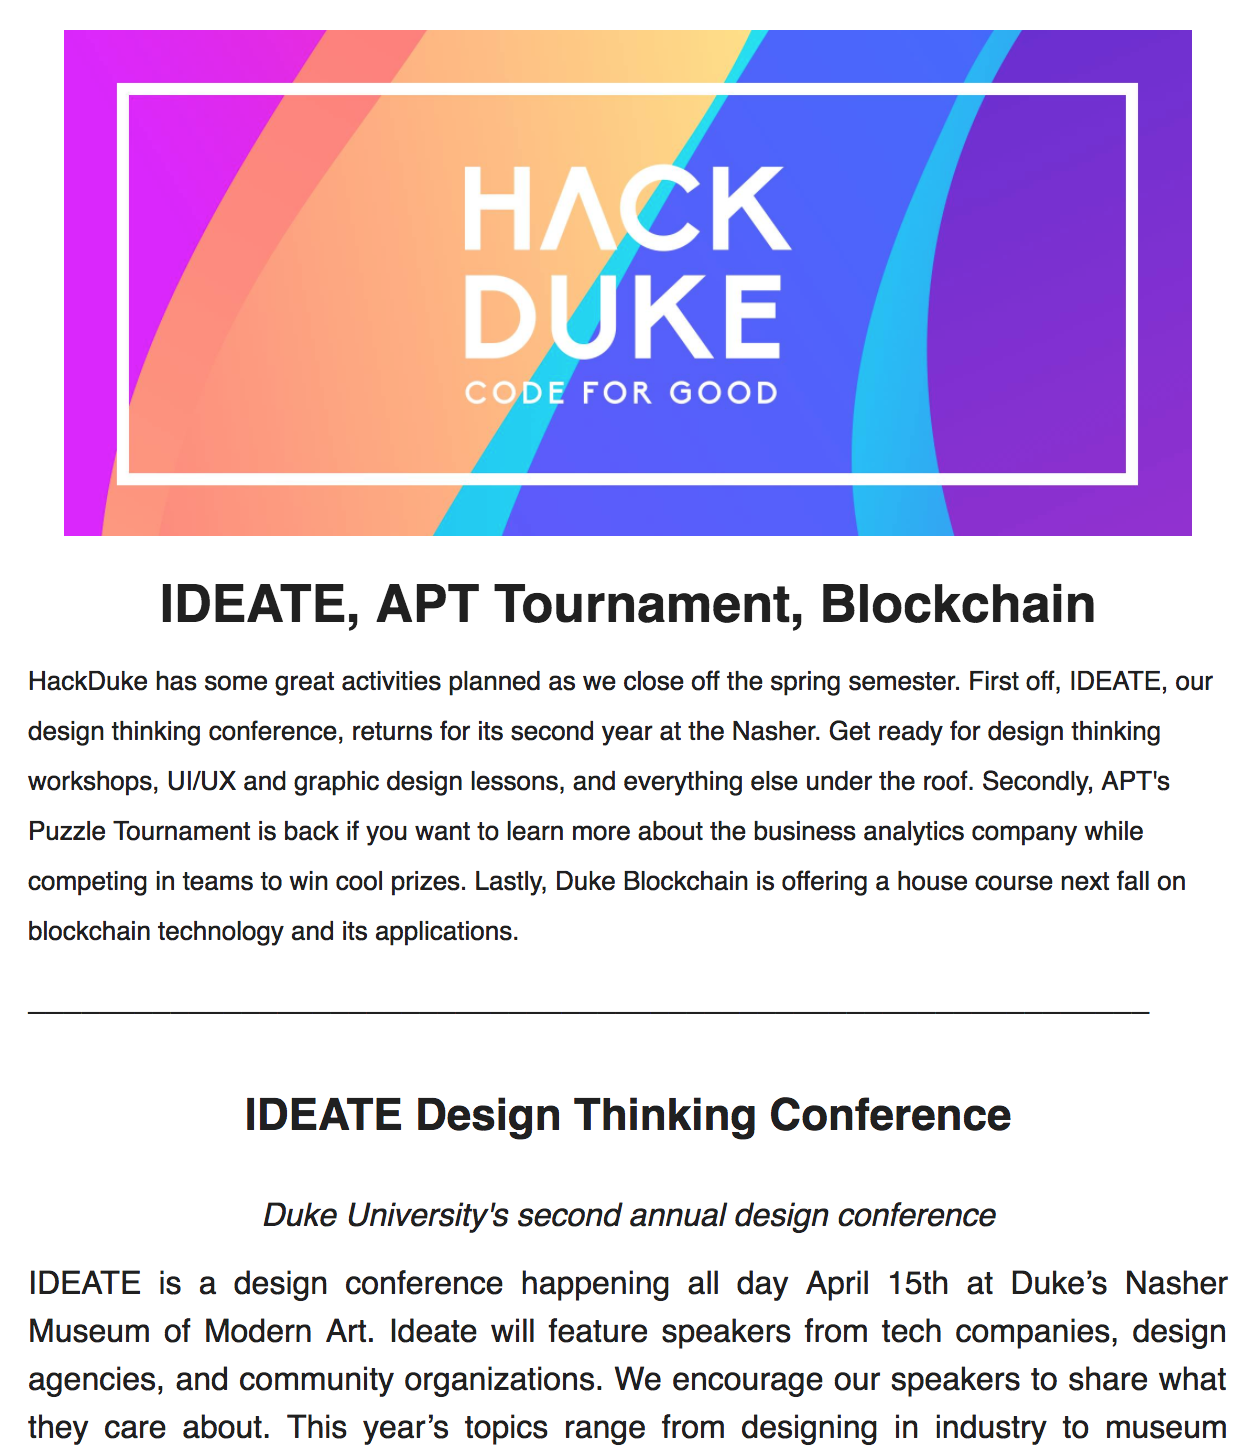 HACK
DUKE
CODE FOR GOOD
IDEATE, APT Tournament, Blockchain
HackDuke has some great activities planned as we close off the spring semester. First off, IDEATE, our
design thinking conference, returns for its second year at the Nasher. Get ready for design thinking
workshops, UI/UX and graphic design lessons, and everything else under the roof. Secondly, APT's
Puzzle Tournament is back if you want to learn more about the business analytics company while
competing in teams to win cool prizes. Lastly, Duke Blockchain is offering a house course next fall on
blockchain technology and its applications.
IDEATE Design Thinking Conference
Duke University's second annual design conference
IDEATE is a design conference happening all day April 15th at Duke’s Nasher
Museum of Modern Art. Ideate will feature speakers from tech companies, design
agencies, and community organizations. We encourage our speakers to share what
they care about. This year’s topics range from designing in industry to museum